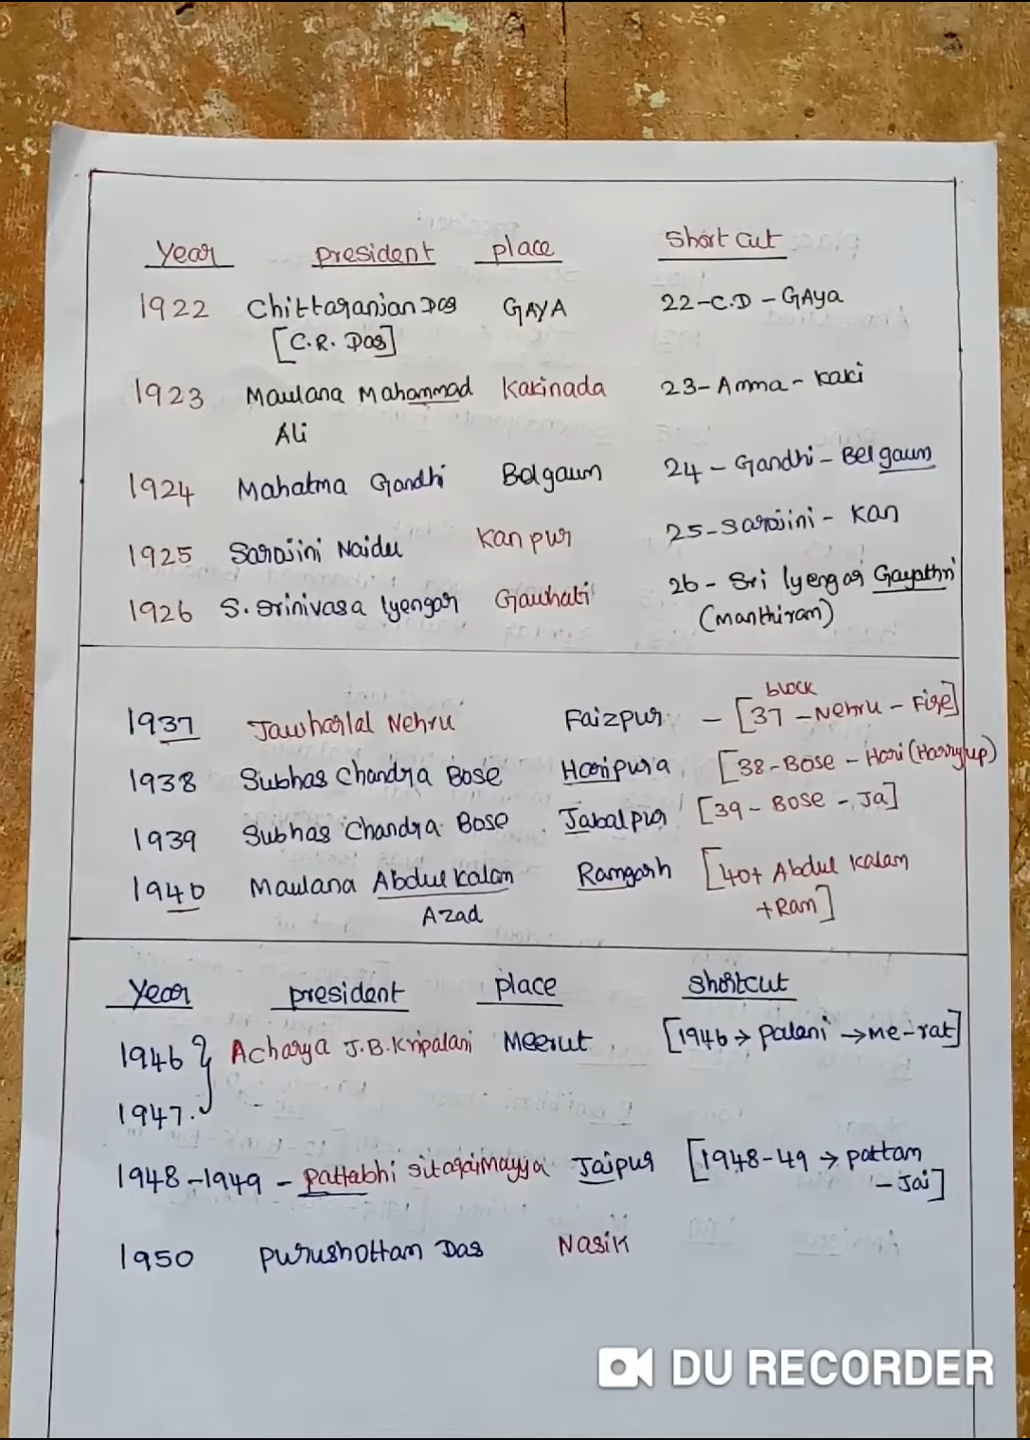 Year president place Short cut
1922 Chittaranjan Das GAYA 22-C.D - GAya
[C.R. Das]
1923 Maulana Mahammad Kakinada 23- Amma - kaki
Ali
1924 Mahatma Gandhi Belgaum 24 - Gandhi - Belgaum
1925 Sarojini Naidu Kanpur 25-Sarojini - Kan
1926 S. Srinivasa Iyengar Gauhati 26 - Sri Iyengar Gayathri
(manthiram)
block
1937 Jawharlal Nehru Faizpur - [37 - Nehru - Fire]
1938 Subhas Chandra Bose Haripura [38-Bose - Hari (Harryup)
1939 Subhas Chandra Bose Jabalpur [39 - Bose - Ja]
1940 Maulana Abdul kalam Ramgarh [40+ Abdul kalam
Azad +Ram]
Year president place shortcut
1946 } Acharya J.B.Kripalani Meerut [1946→ palani →me-rat]
1947.
1948-1949 - pattabhi sitaraimayya Jaipur [1948-49 → pattam
- Jai]
1950 purushottam Das Nasik
DU RECORDER